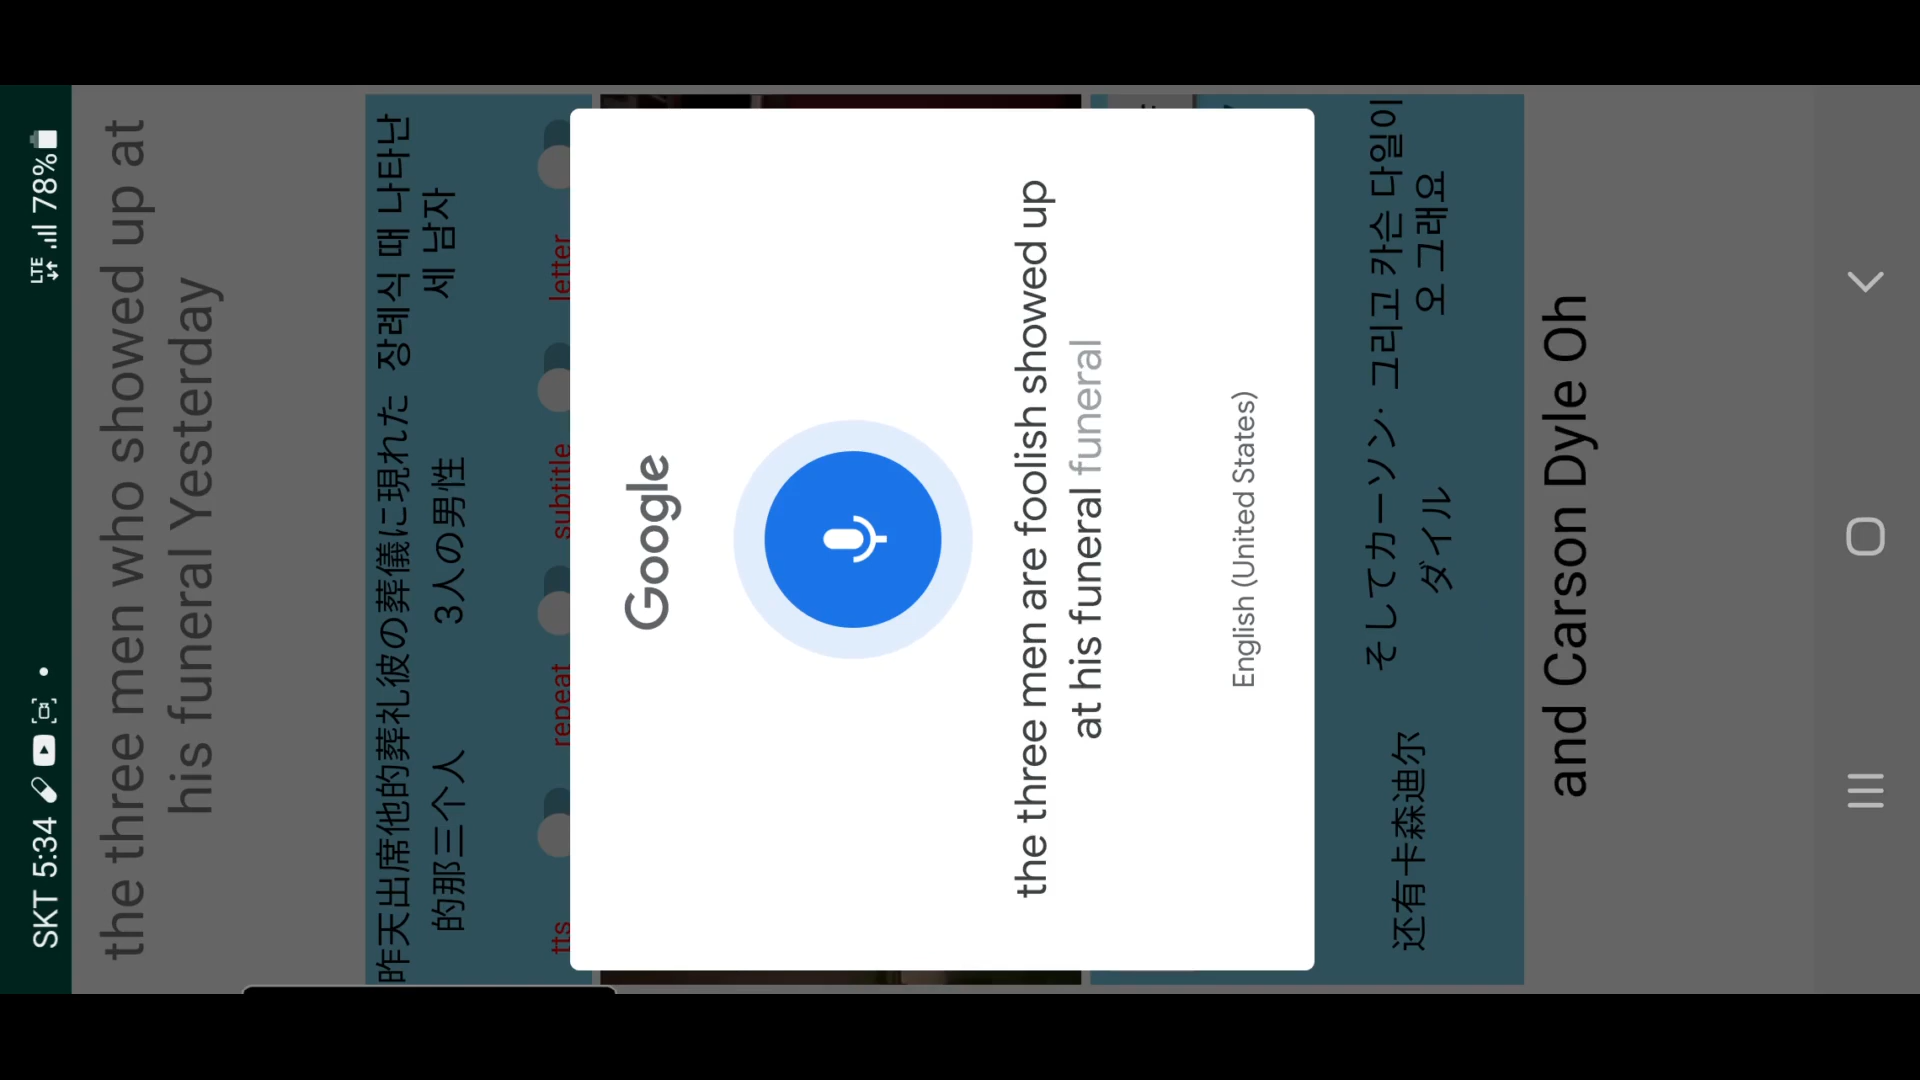 SKT 5:34
LTE
78%
the three men who showed up at
his funeral Yesterday
昨天出席他的葬礼
的那三个人
彼の葬儀に現れた
3人の男性
장례식 때 나타난
세 남자
tts
repeat
subtitle
letter
Google
the three men are foolish showed up
at his funeral funeral
English (United States)
还有卡森迪尔
そしてカーソン·
ダイル
그리고 카슨 다일이
오 그래요
and Carson Dyle Oh